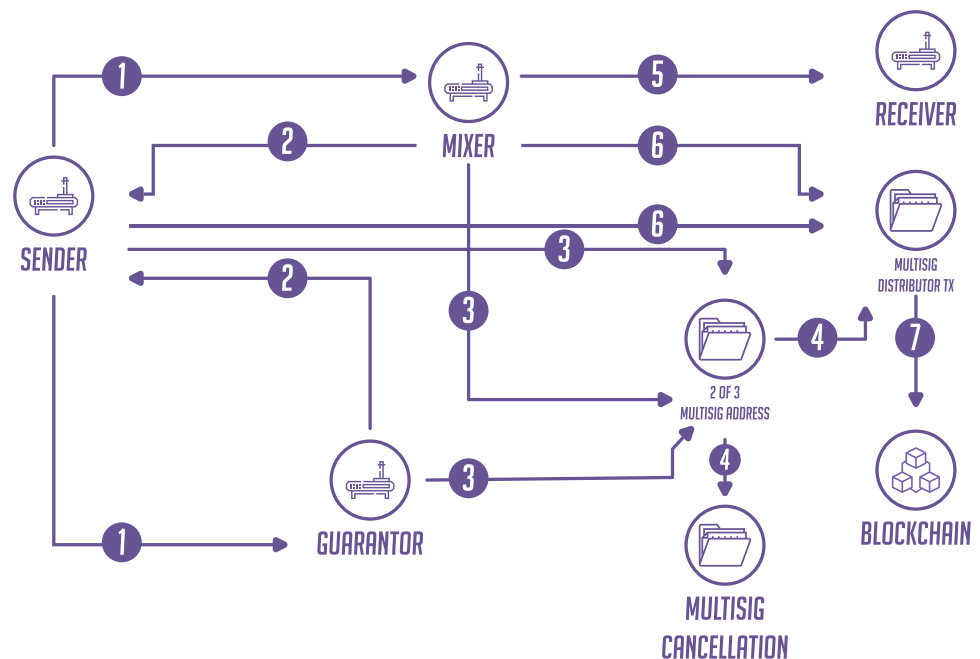 1
MIXER
5
RECEIVER
2
6
SENDER
6
3
2
MULTISIG
DISTRIBUTOR TX
3
4
7
2 OF 3
MULTISIG ADDRESS
GUARANTOR
3
4
BLOCKCHAIN
1
MULTISIG
CANCELLATION